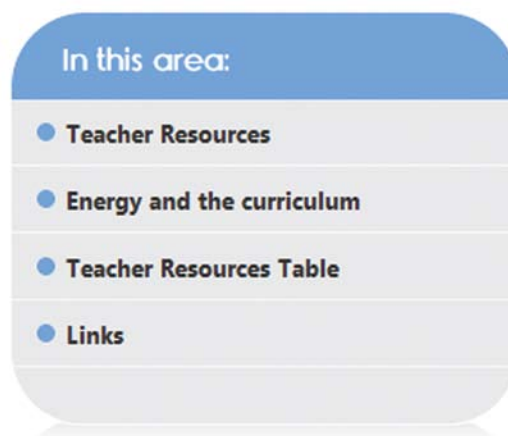 In this area:
Teacher Resources
Energy and the curriculum
Teacher Resources Table
Links